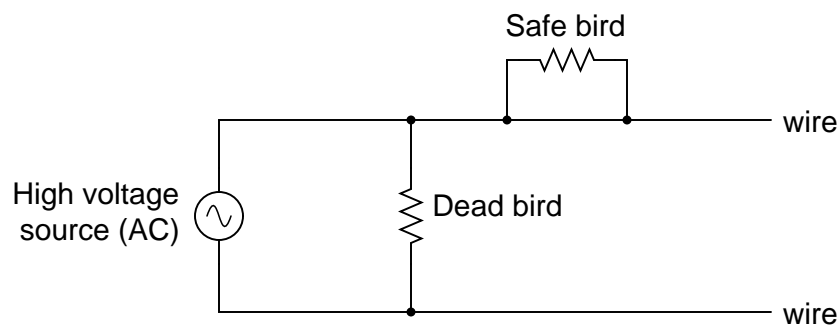 Safe bird
wire
High voltage
source (AC)
Dead bird
wire